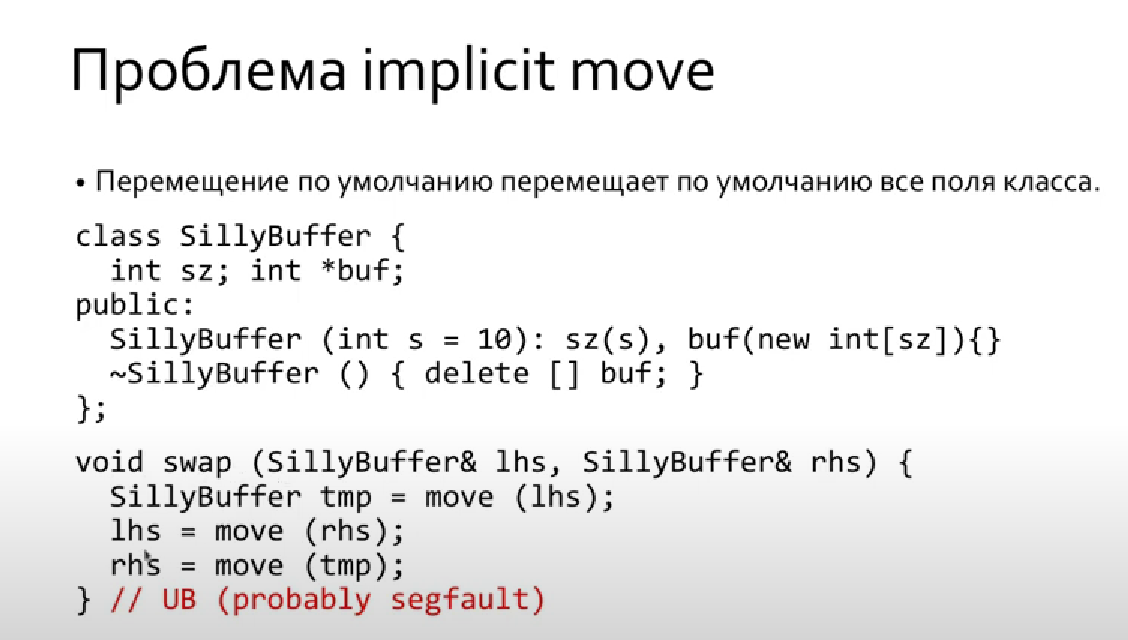 Проблема implicit move
• Перемещение по умолчанию перемещает по умолчанию все поля класса.
class SillyBuffer {
  int sz; int *buf;
public:
  SillyBuffer (int s = 10): sz(s), buf(new int[sz]){}
  ~SillyBuffer () { delete [] buf; }
};
void swap (SillyBuffer& lhs, SillyBuffer& rhs) {
  SillyBuffer tmp = move (lhs);
  lhs = move (rhs);
  rhs = move (tmp);
} // UB (probably segfault)